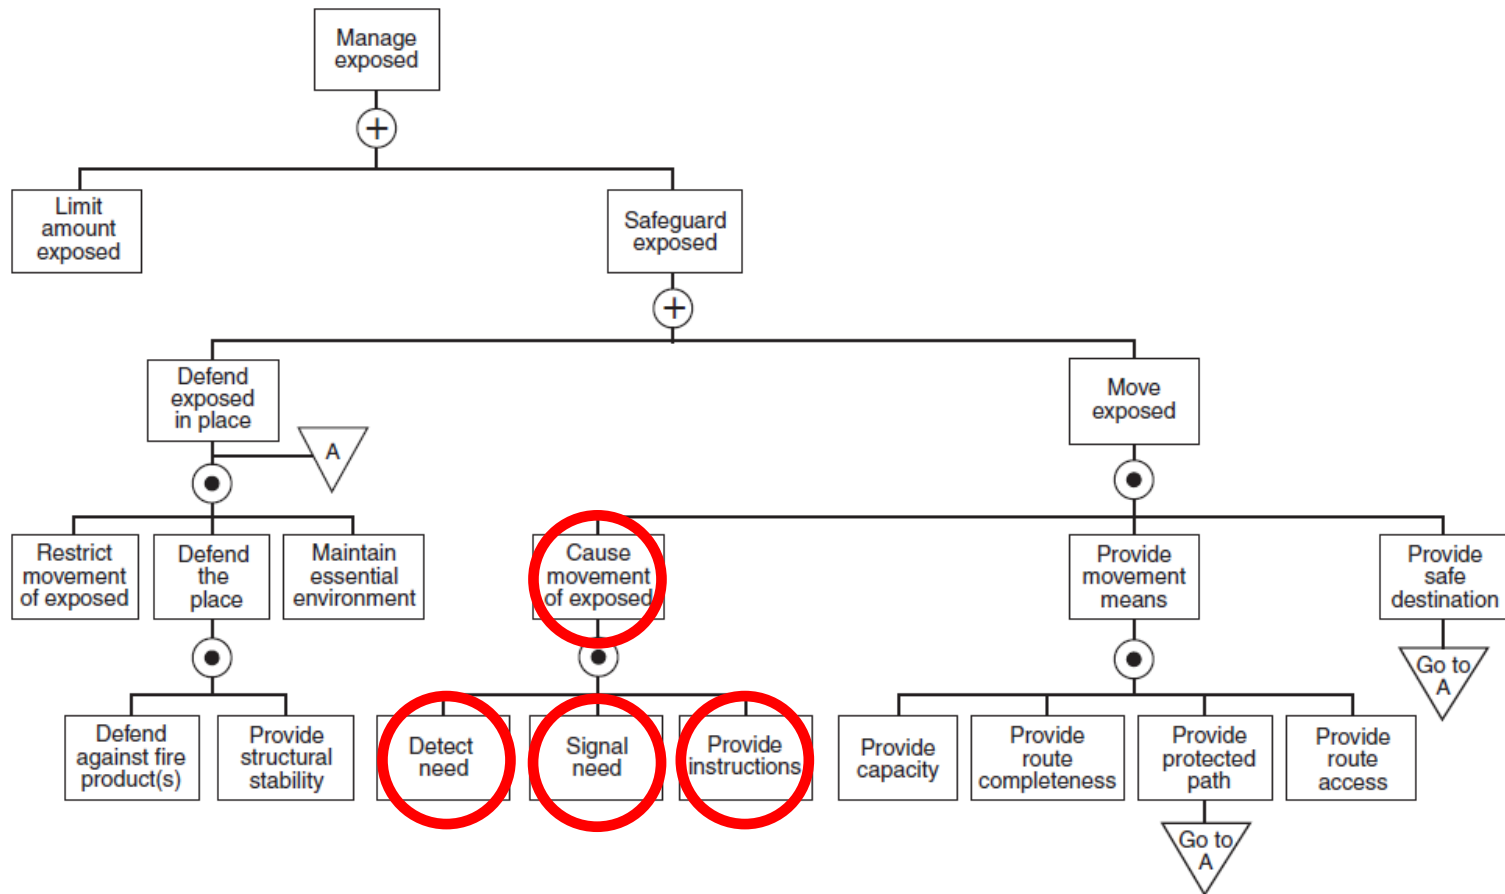 Manage
exposed
+
Limit
amount
exposed
Safeguard
exposed
+
Defend
exposed
in place
A
Move
exposed
Restrict
movement
of exposed
Defend
the
place
Maintain
essential
environment
Cause
movement
of exposed
Provide
movement
means
Provide
safe
destination
Go to
A
Defend
against fire
product(s)
Provide
structural
stability
Detect
need
Signal
need
Provide
instructions
Provide
capacity
Provide
route
completeness
Provide
protected
path
Provide
route
access
Go to
A